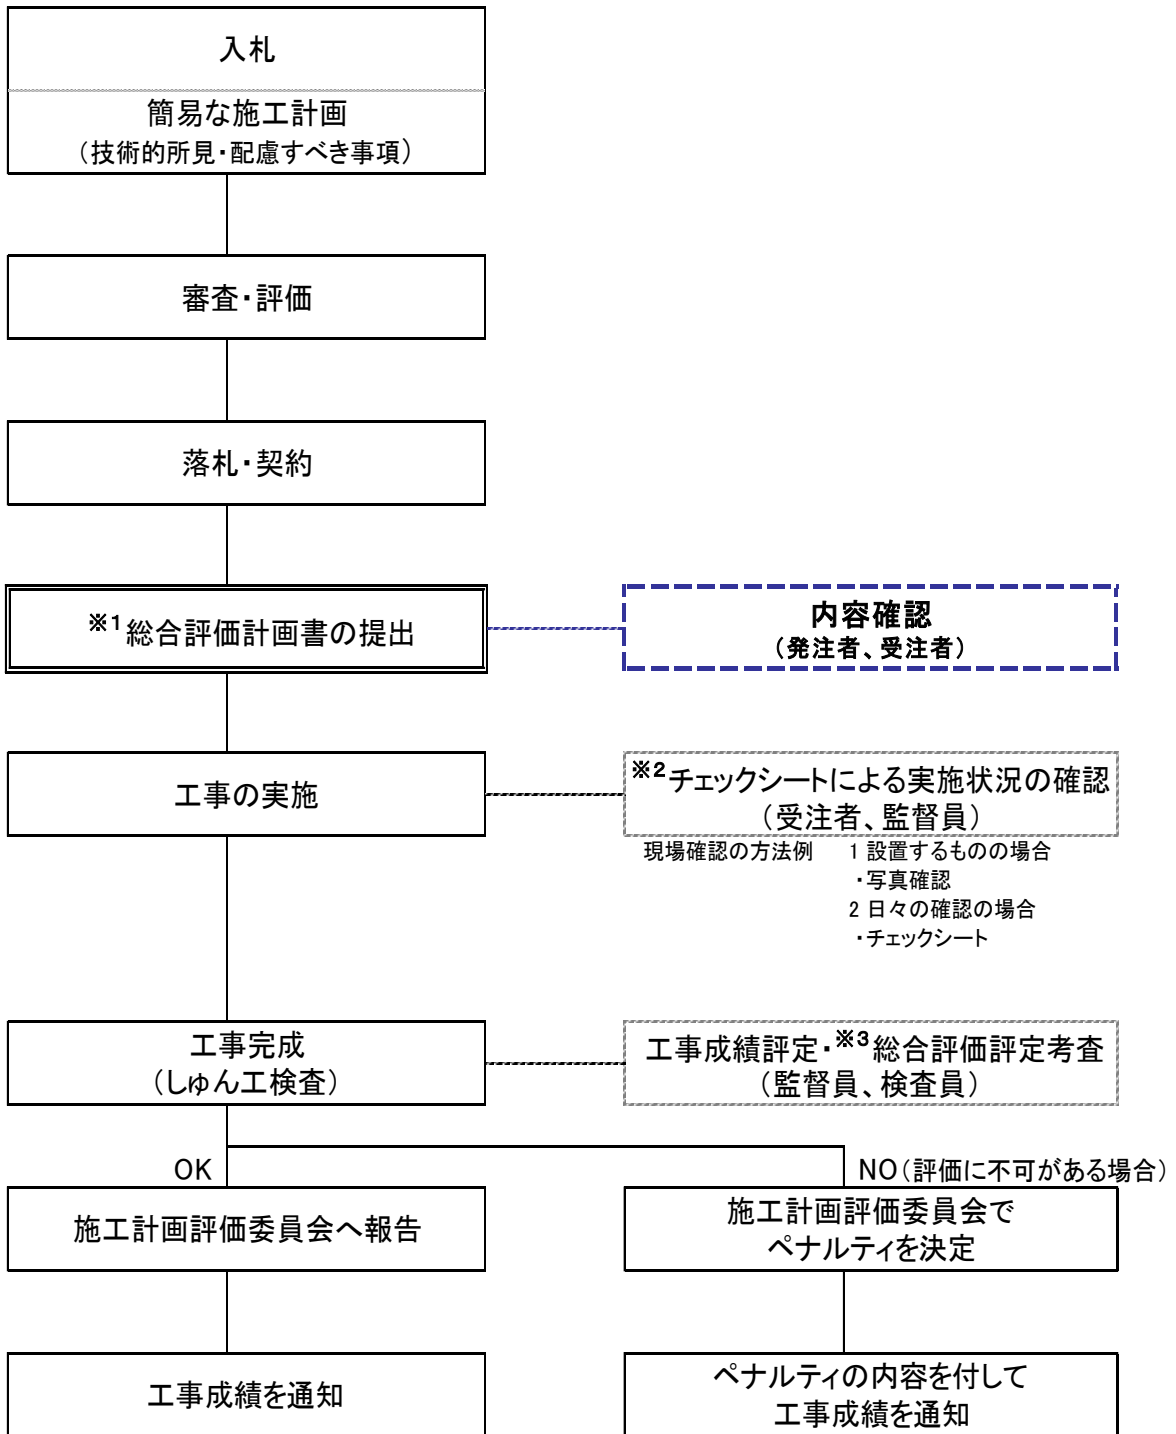 入札
簡易な施工計画
（技術的所見・配慮すべき事項）
審査・評価
落札・契約
※1総合評価計画書の提出
内容確認
（発注者、受注者）
工事の実施
※2チェックシートによる実施状況の確認
（受注者、監督員）
現場確認の方法例　1 設置するものの場合
・写真確認
2 日々の確認の場合
・チェックシート
工事完成
（しゅん工検査）
工事成績評定・※3総合評価評定考査
（監督員、検査員）
OK
NO（評価に不可がある場合）
施工計画評価委員会へ報告
施工計画評価委員会で
ペナルティを決定
工事成績を通知
ペナルティの内容を付して
工事成績を通知